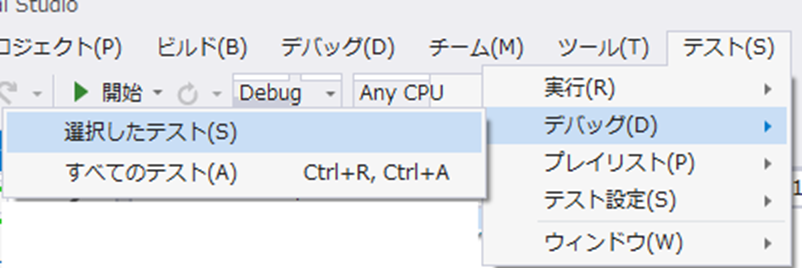 al Studio
ロジェクト(P) ビルド(B) デバッグ(D) チーム(M) ツール(T) テスト(S)
開始 Debug Any CPU
実行(R)
デバッグ(D)
プレイリスト(P)
テスト設定(S)
ウィンドウ(W)
選択したテスト(S)
すべてのテスト(A) Ctrl+R, Ctrl+A
1